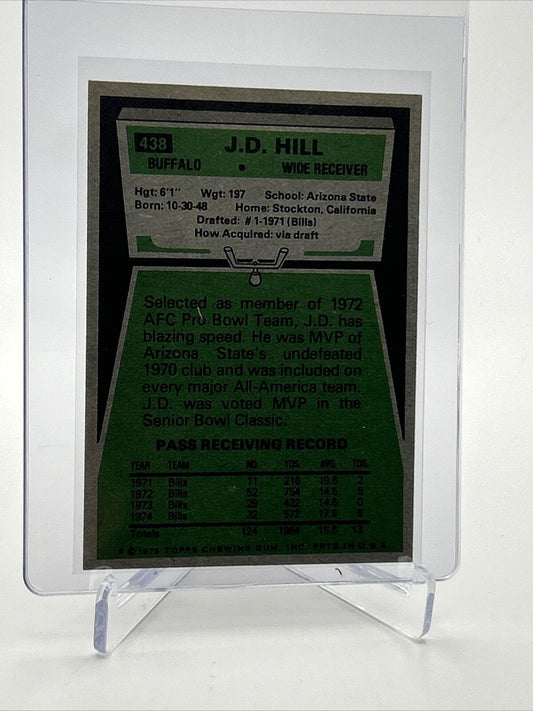 438
J.D. HILL
BUFFALO • WIDE RECEIVER
Hgt: 6'1" Wgt: 197 School: Arizona State
Born: 10-30-48 Home: Stockton, California
Drafted: #1-1971 (Bills)
How Acquired: via draft
Selected as member of 1972
AFC Pro Bowl Team, J.D. has
blazing speed. He was MVP of
Arizona State's undefeated
1970 club and was included on
every major All-America team.
J.D. was voted MVP in the
Senior Bowl Classic.
PASS RECEIVING RECORD
YEAR TEAM NO. YDS. AVG. TDS.
1971 Bills 11 216 19.6 2
1972 Bills 52 754 14.5 5
1973 Bills 29 422 14.6 0
1974 Bills 32 572 17.9 6
Totals 124 1964 15.8 13
© 1975 TOPPS CHEWING GUM, INC. PRTD. IN U.S.A.